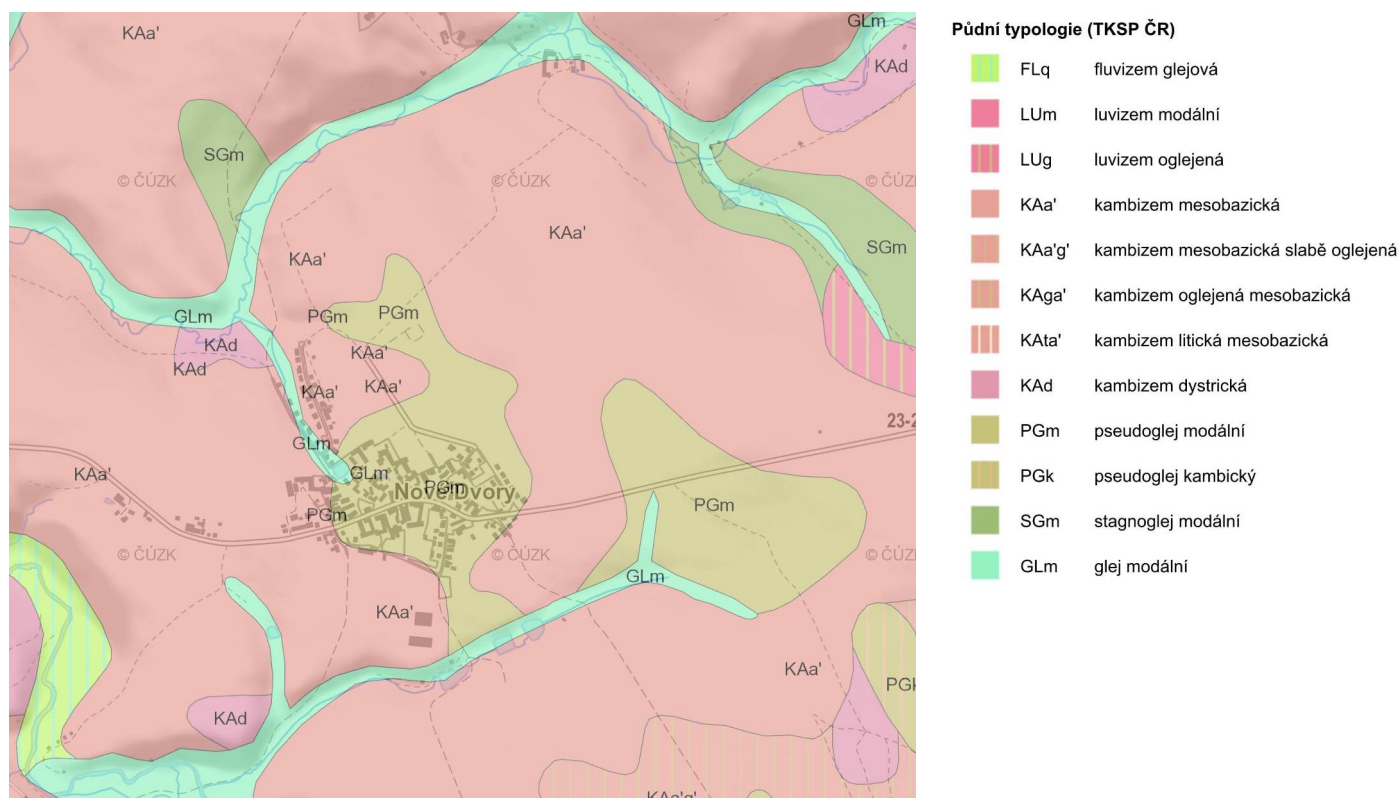 KAa'
GLm
KAd
SGm
© ČÚZK
© ČÚZK
© ČÚZ
KAa'
SGm
KAa'
GLm
PGm
PGm
KAd
KAa'
KAd
KAa'
KAa'
23-2
GLm
KAa'
GLm
PGm
Nové Dvory
PGm
PGm
© ČÚZK
© ČÚZK
© ČÚZ
GLm
KAa'
KAa'
PGk
KAd
KAa'g'
Půdní typologie (TKSP ČR)
FLq fluvizem glejová
LUm luvizem modální
LUg luvizem oglejená
KAa' kambizem mesobazická
KAa'g' kambizem mesobazická slabě oglejená
KAga' kambizem oglejená mesobazická
KAta' kambizem litická mesobazická
KAd kambizem dystrická
PGm pseudoglej modální
PGk pseudoglej kambický
SGm stagnoglej modální
GLm glej modální